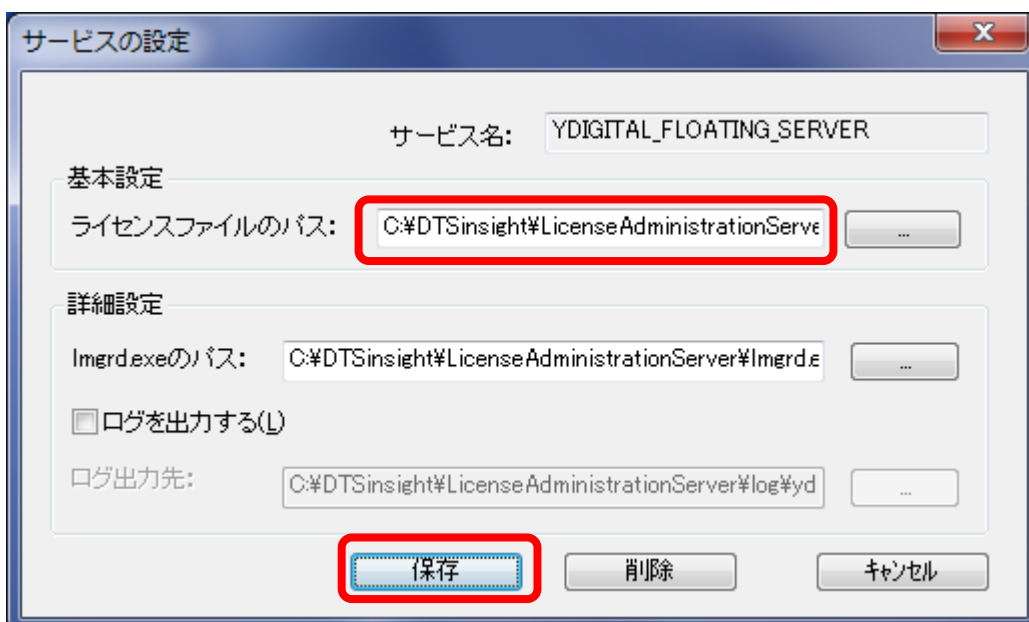 サービスの設定
サービス名: YDIGITAL_FLOATING_SERVER
基本設定
ライセンスファイルのパス: C:¥DTSinsight¥LicenseAdministrationServe ...
詳細設定
lmgrd.exeのパス: C:¥DTSinsight¥LicenseAdministrationServer¥lmgrd.e ...
ログを出力する(L)
ログ出力先: C:¥DTSinsight¥LicenseAdministrationServer¥log¥yd ...
保存 削除 キャンセル